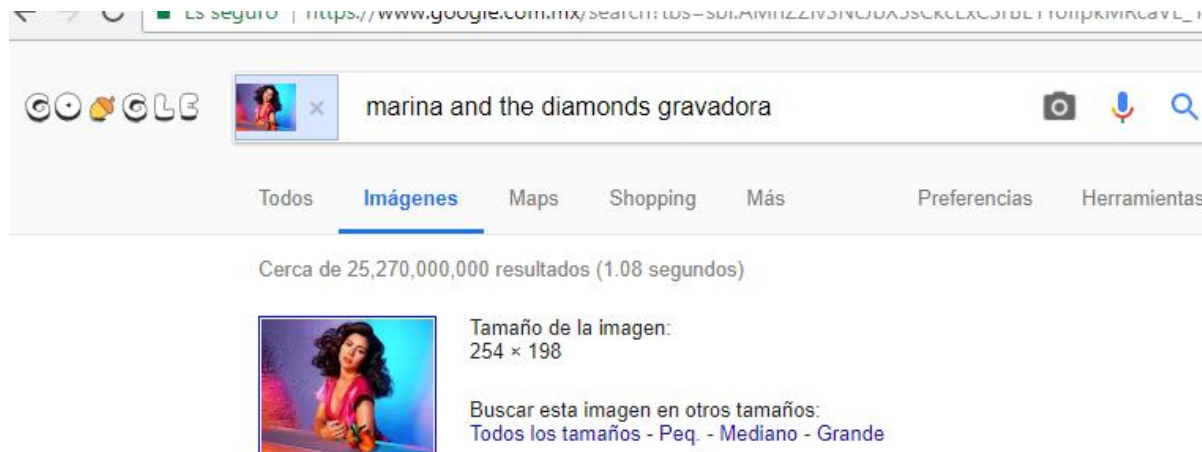 Es seguro | https://www.google.com.mx/search?tbs=sbi:
GOOGLE
marina and the diamonds gravadora
Todos Imágenes Maps Shopping Más Preferencias Herramientas
Cerca de 25,270,000,000 resultados (1.08 segundos)
Tamaño de la imagen:
254 × 198
Buscar esta imagen en otros tamaños:
Todos los tamaños - Peq. - Mediano - Grande